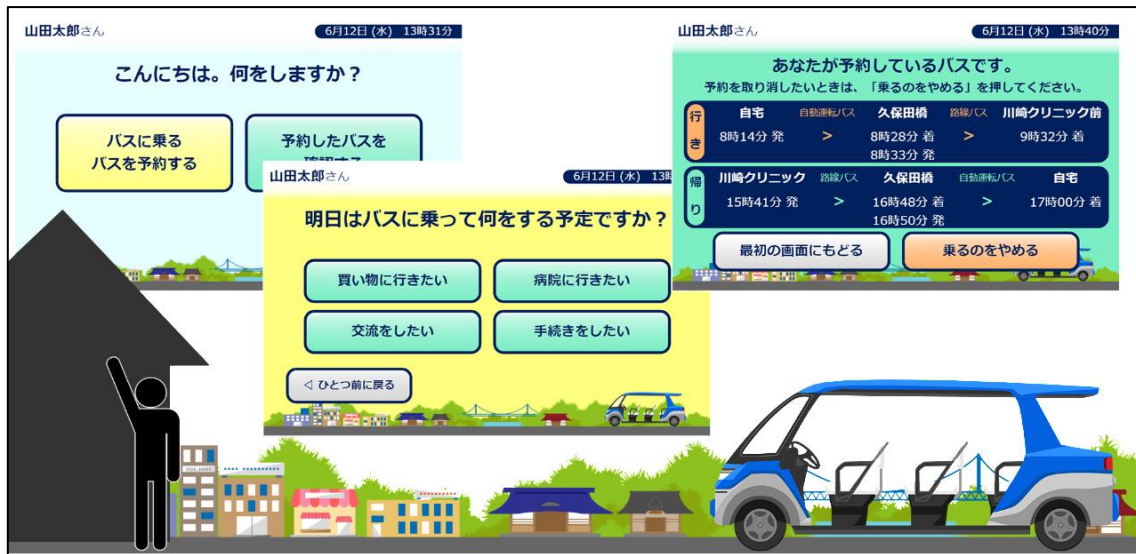 山田太郎さん
6月12日 (水) 13時31分
こんにちは。何をしますか？
バスに乗る
バスを予約する
予約したバスを
確認する
山田太郎さん
6月12日 (水) 13時
明日はバスに乗って何をする予定ですか？
買い物に行きたい
病院に行きたい
交流をしたい
手続きをしたい
◁ ひとつ前に戻る
山田太郎さん
6月12日 (水) 13時40分
あなたが予約しているバスです。
予約を取り消したいときは、「乗るのをやめる」を押してください。
行き
自宅 自動運転バス 久保田橋 路線バス 川崎クリニック前
8時14分 発 > 8時28分 着 > 9時32分 着
8時33分 発
帰り
川崎クリニック 路線バス 久保田橋 自動運転バス 自宅
15時41分 発 > 16時48分 着 > 17時00分 着
16時50分 発
最初の画面にもどる
乗るのをやめる